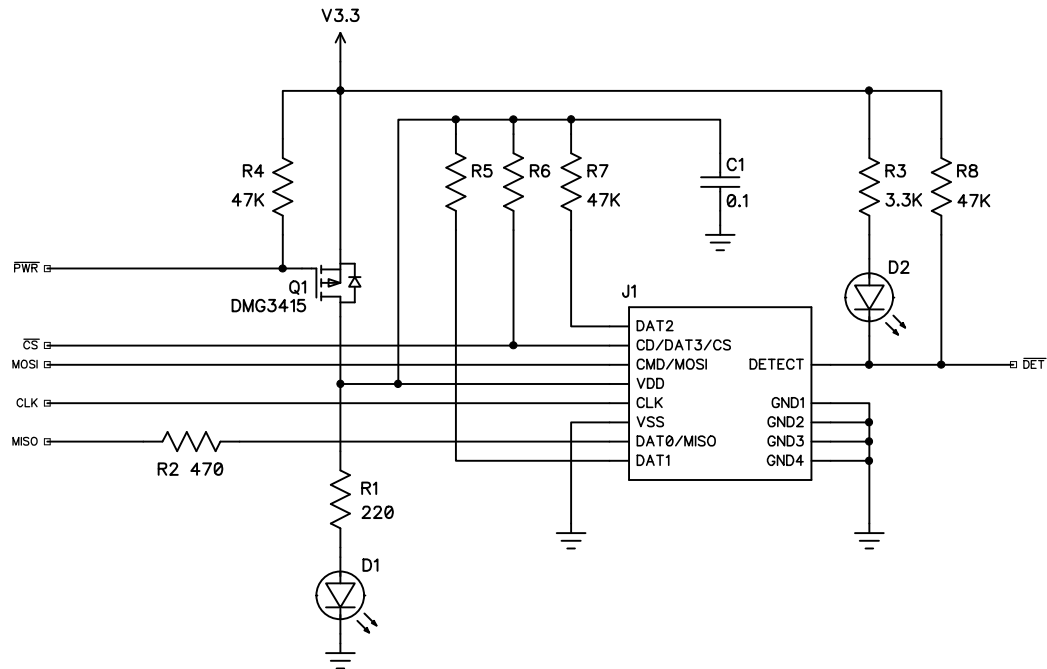 V3.3
R4
47K
R5
R6
R7
47K
C1
0.1
R3
3.3K
R8
47K
PWR
Q1
DMG3415
D2
J1
CS
MOSI
CLK
MISO
R2 470
DAT2
CD/DAT3/CS
CMD/MOSI
VDD
CLK
VSS
DAT0/MISO
DAT1
DETECT
GND1
GND2
GND3
GND4
DET
R1
220
D1